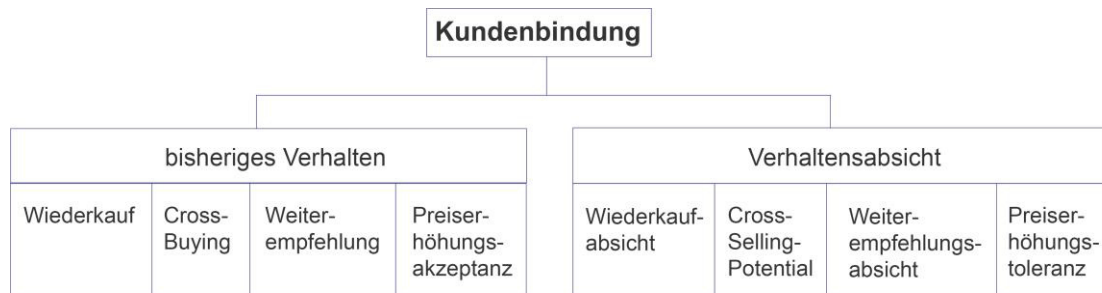 Kundenbindung
bisheriges Verhalten
Wiederkauf
Cross-
Buying
Weiter-
empfehlung
Preiser-
höhungs-
akzeptanz
Verhaltensabsicht
Wiederkauf-
absicht
Cross-
Selling-
Potential
Weiter-
empfehlungs-
absicht
Preiser-
höhungs-
toleranz